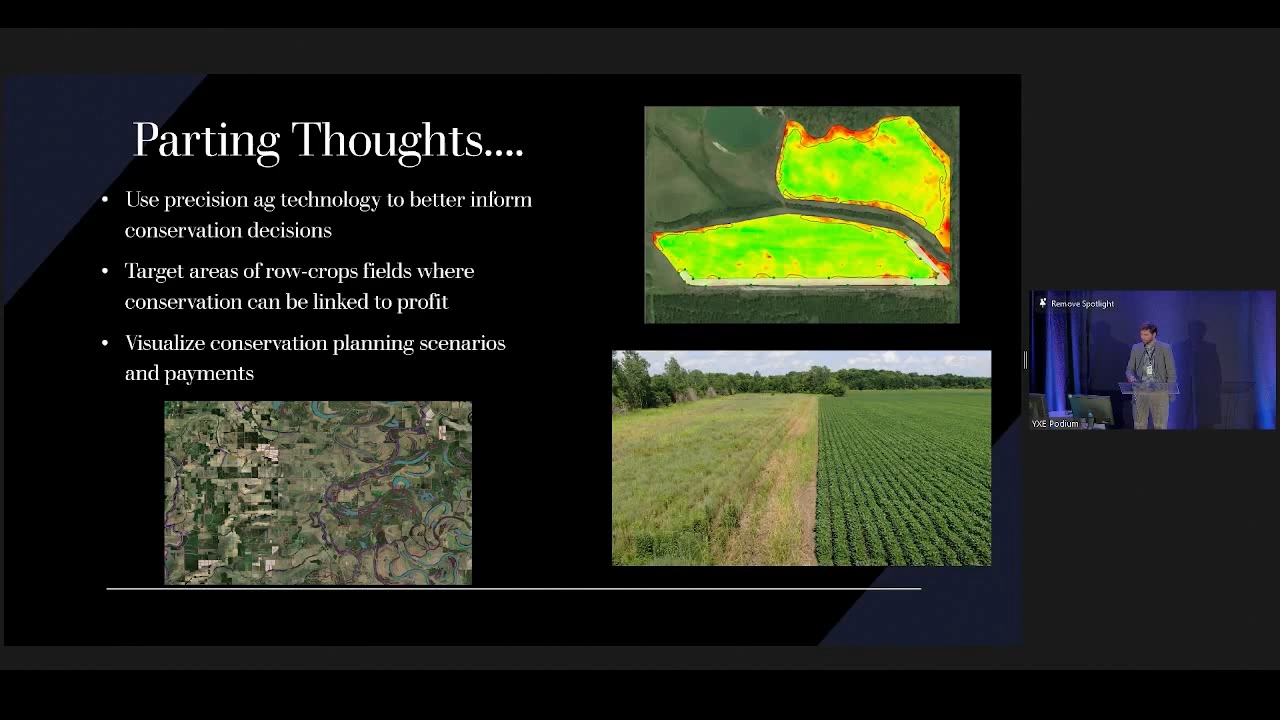 Parting Thoughts....
• Use precision ag technology to better inform
conservation decisions
• Target areas of row-crops fields where
conservation can be linked to profit
• Visualize conservation planning scenarios
and payments
Remove Spotlight
YXE Podium